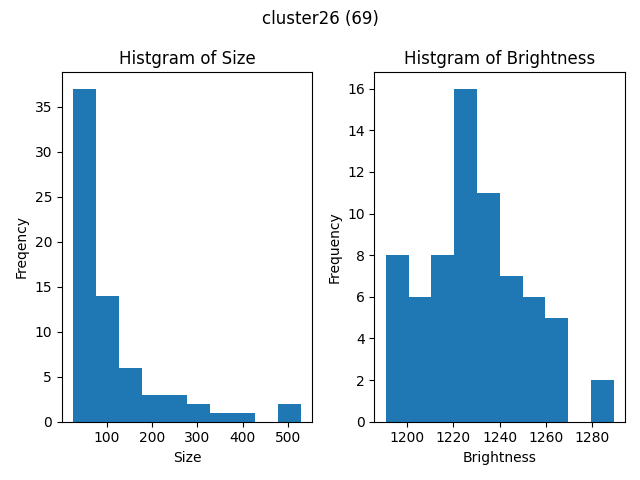 cluster26 (69)
Histgram of Size
Histgram of Brightness
Freqency
35
30
25
20
15
10
5
0
100 200 300 400 500
Size
Frequency
16
14
12
10
8
6
4
2
0
1200 1220 1240 1260 1280
Brightness